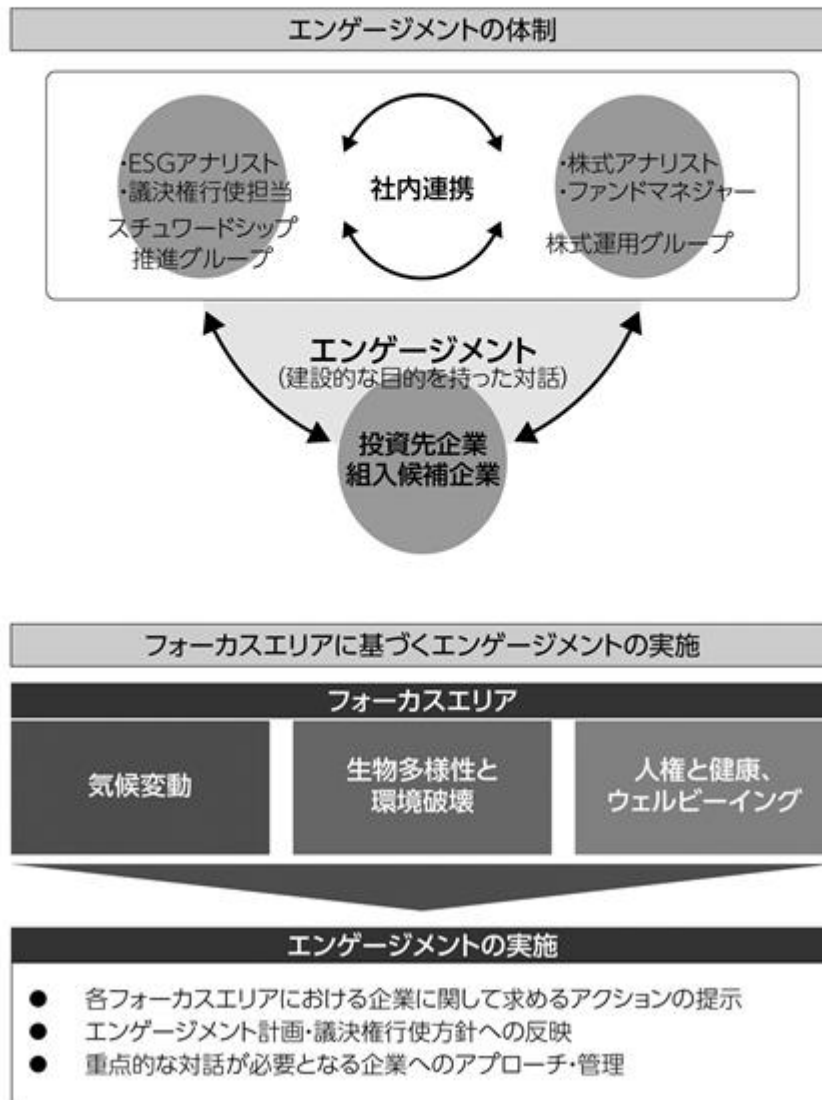 エンゲージメントの体制
・ESGアナリスト
・議決権行使担当
スチュワードシップ
推進グループ
社内連携
・株式アナリスト
・ファンドマネジャー
株式運用グループ
エンゲージメント
(建設的な目的を持った対話)
投資先企業
組入候補企業
フォーカスエリアに基づくエンゲージメントの実施
フォーカスエリア
気候変動
生物多様性と
環境破壊
人権と健康、
ウェルビーイング
エンゲージメントの実施
● 各フォーカスエリアにおける企業に関して求めるアクションの提示
● エンゲージメント計画・議決権行使方針への反映
● 重点的な対話が必要となる企業へのアプローチ・管理